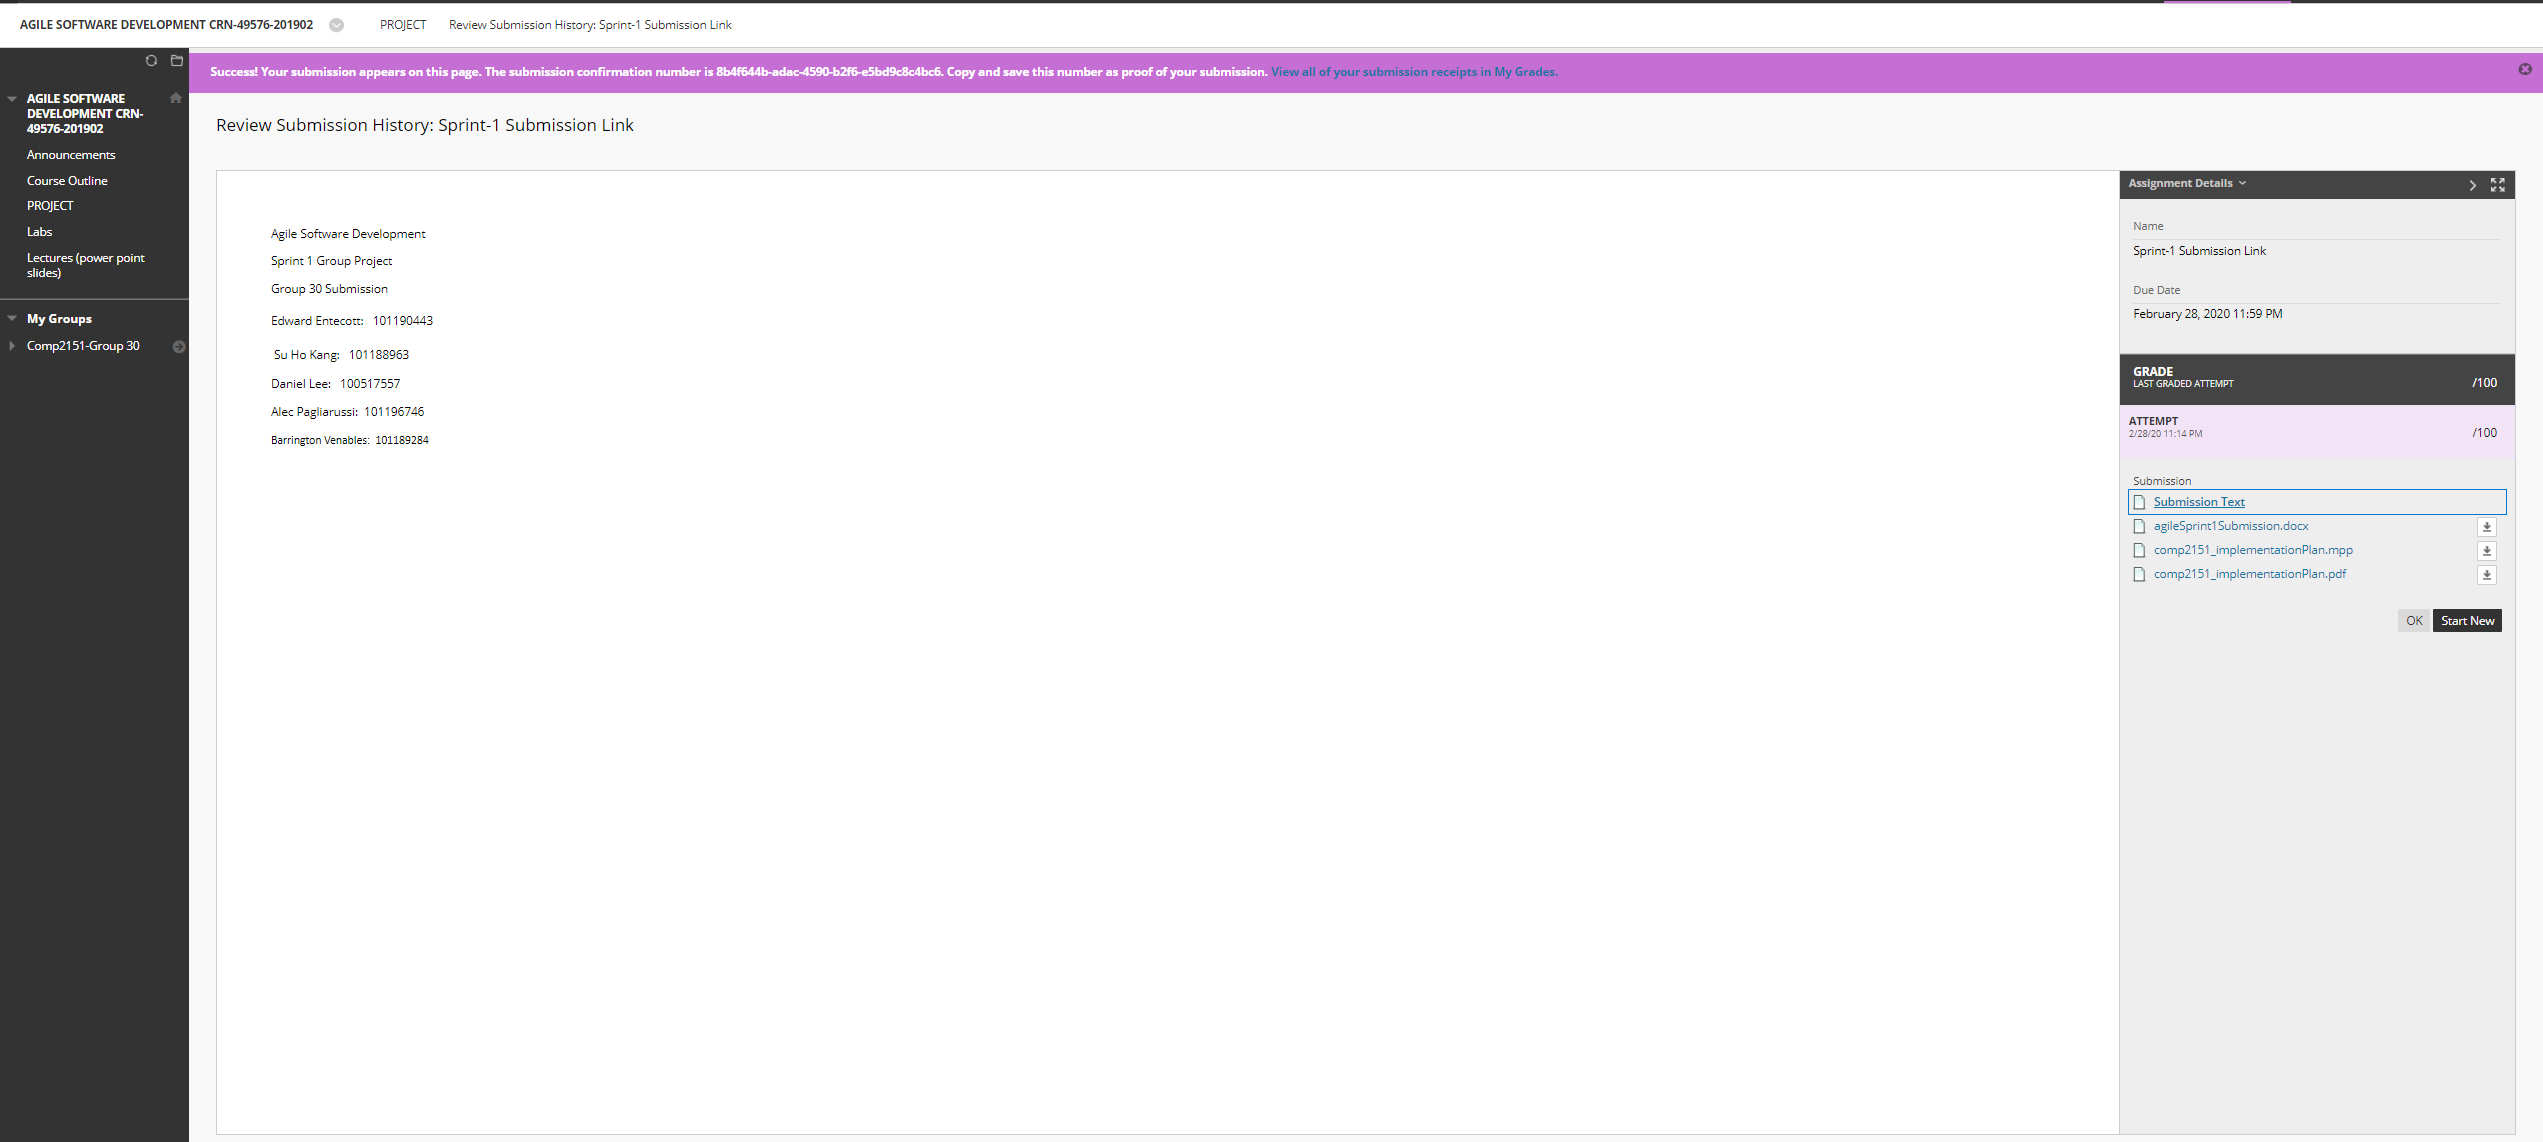 AGILE SOFTWARE DEVELOPMENT CRN-49576-201902
PROJECT
Review Submission History: Sprint-1 Submission Link
Success! Your submission appears on this page. The submission confirmation number is 8b4f644b-adac-4590-b2f6-e5bd9c8c4bc6. Copy and save this number as proof of your submission. View all of your submission receipts in My Grades.
AGILE SOFTWARE
DEVELOPMENT CRN-
49576-201902
Announcements
Course Outline
PROJECT
Labs
Lectures (power point
slides)
My Groups
Comp2151-Group 30
Review Submission History: Sprint-1 Submission Link
Agile Software Development
Sprint 1 Group Project
Group 30 Submission
Edward Entecott: 101190443
Su Ho Kang: 101188963
Daniel Lee: 100517557
Alec Pagliarussi: 101196746
Barrington Venables: 101189284
Assignment Details
Name
Sprint-1 Submission Link
Due Date
February 28, 2020 11:59 PM
GRADE
LAST GRADED ATTEMPT
/100
ATTEMPT
2/28/20 11:14 PM
/100
Submission
Submission Text
agileSprint1Submission.docx
comp2151_implementationPlan.mpp
comp2151_implementationPlan.pdf
OK
Start New